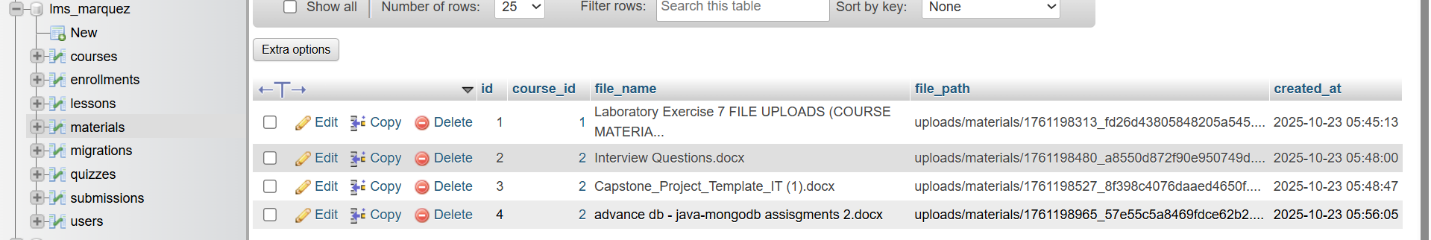 lms_marquez
New
courses
enrollments
lessons
materials
migrations
quizzes
submissions
users
Show all Number of rows: 25 Filter rows: Search this table Sort by key: None
Extra options
←T→ id course_id file_name file_path created_at
Edit Copy Delete 1 1 Laboratory Exercise 7 FILE UPLOADS (COURSE
MATERIA... uploads/materials/1761198313_fd26d43805848205a545.... 2025-10-23 05:45:13
Edit Copy Delete 2 2 Interview Questions.docx uploads/materials/1761198480_a8550d872f90e950749d.... 2025-10-23 05:48:00
Edit Copy Delete 3 2 Capstone_Project_Template_IT (1).docx uploads/materials/1761198527_8f398c4076daaed4650f.... 2025-10-23 05:48:47
Edit Copy Delete 4 2 advance db - java-mongodb assisgments 2.docx uploads/materials/1761198965_57e55c5a8469fdce62b2.... 2025-10-23 05:56:05